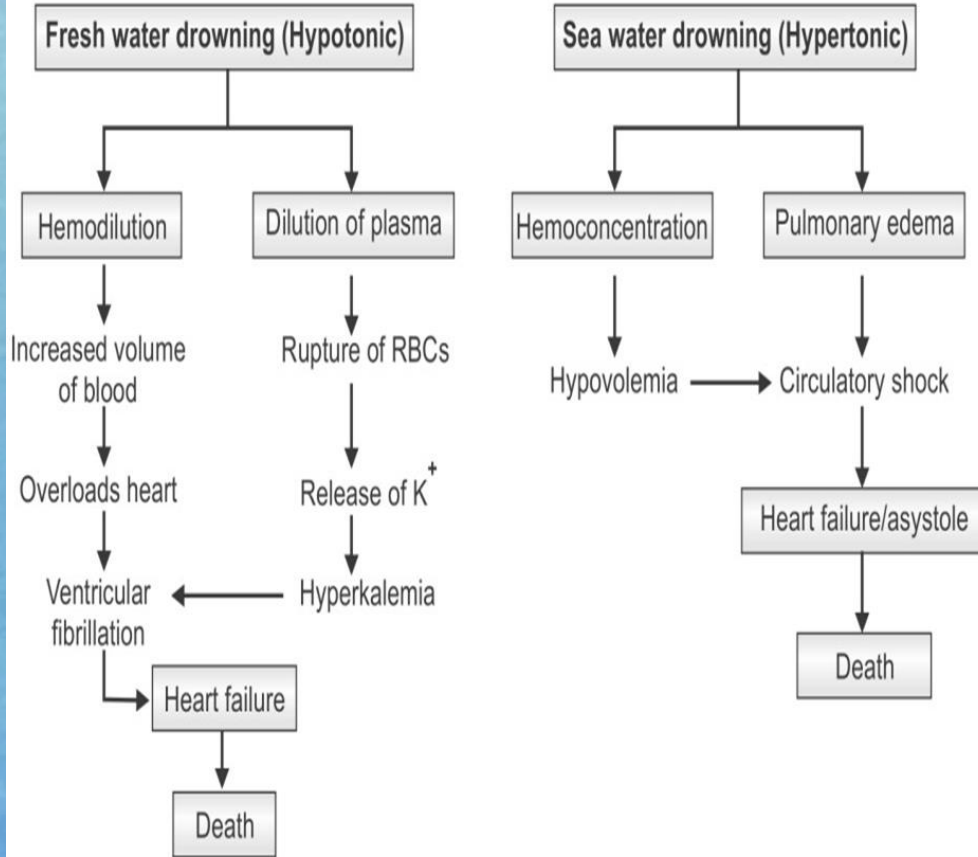 Fresh water drowning (Hypotonic)
Hemodilution
Increased volume
of blood
Overloads heart
Ventricular
fibrillation
Dilution of plasma
Rupture of RBCs
Release of K+
Hyperkalemia
Heart failure
Death
Sea water drowning (Hypertonic)
Hemoconcentration
Hypovolemia
Pulmonary edema
Circulatory shock
Heart failure/asystole
Death